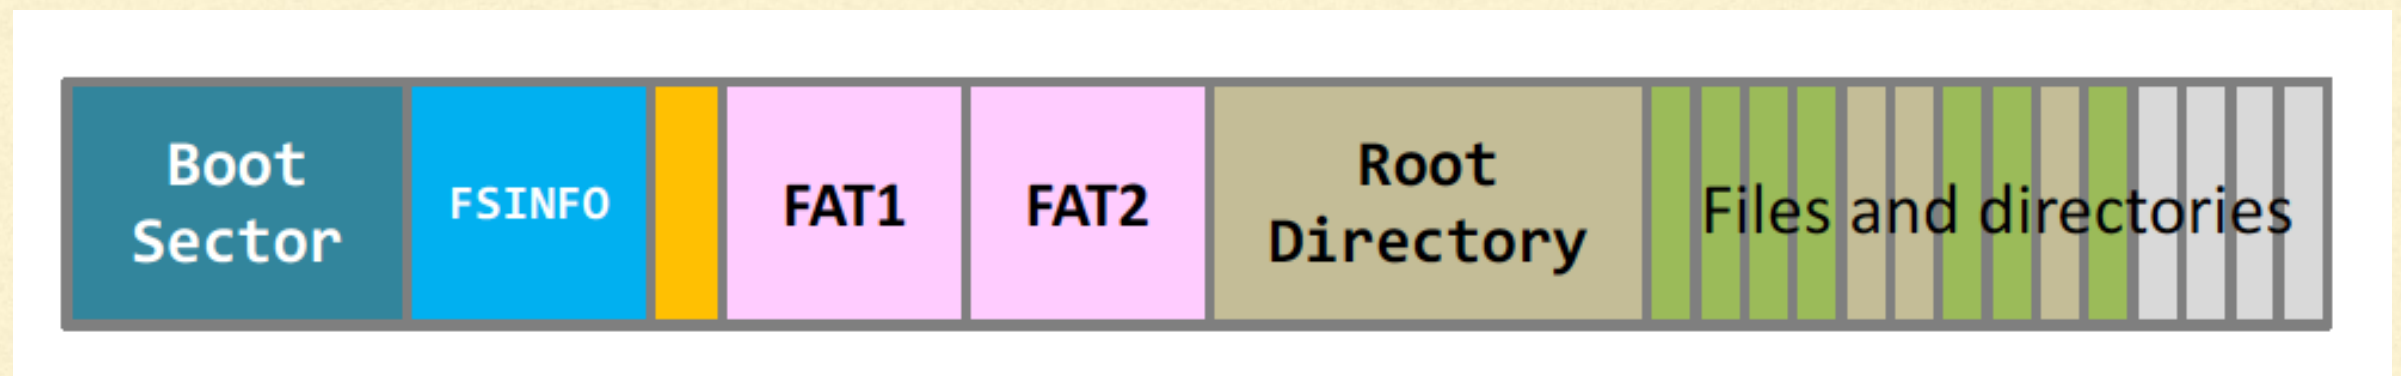 Boot
Sector
FSINFO
FAT1
FAT2
Root
Directory
Files and directories